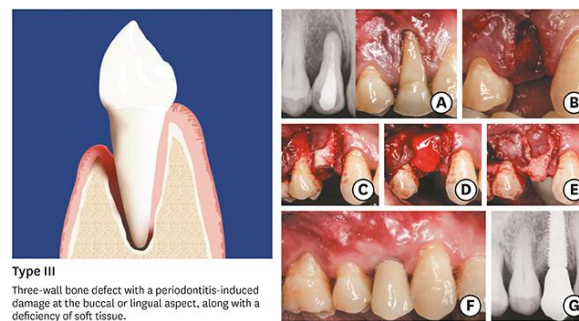 Type III
Three-wall bone defect with a periodontitis-induced
damage at the buccal or lingual aspect, along with a
deficiency of soft tissue.
A
B
C
D
E
F
G